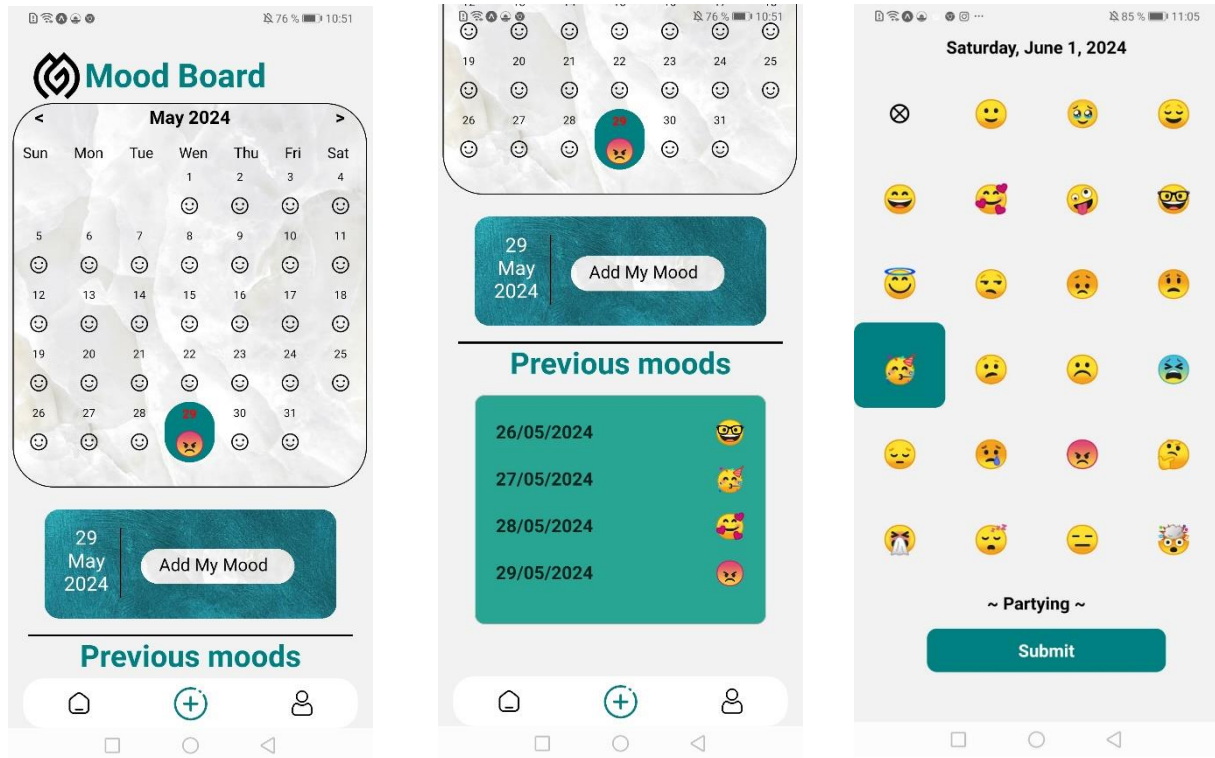 76 % 10:51
Mood Board
< May 2024 >
Sun Mon Tue Wen Thu Fri Sat
1 2 3 4
5 6 7 8 9 10 11
12 13 14 15 16 17 18
19 20 21 22 23 24 25
26 27 28 29 30 31
29
May
2024
Add My Mood
Previous moods
76 % 10:51
19 20 21 22 23 24 25
26 27 28 29 30 31
29
May
2024
Add My Mood
Previous moods
26/05/2024
27/05/2024
28/05/2024
29/05/2024
85 % 11:05
Saturday, June 1, 2024
~ Partying ~
Submit